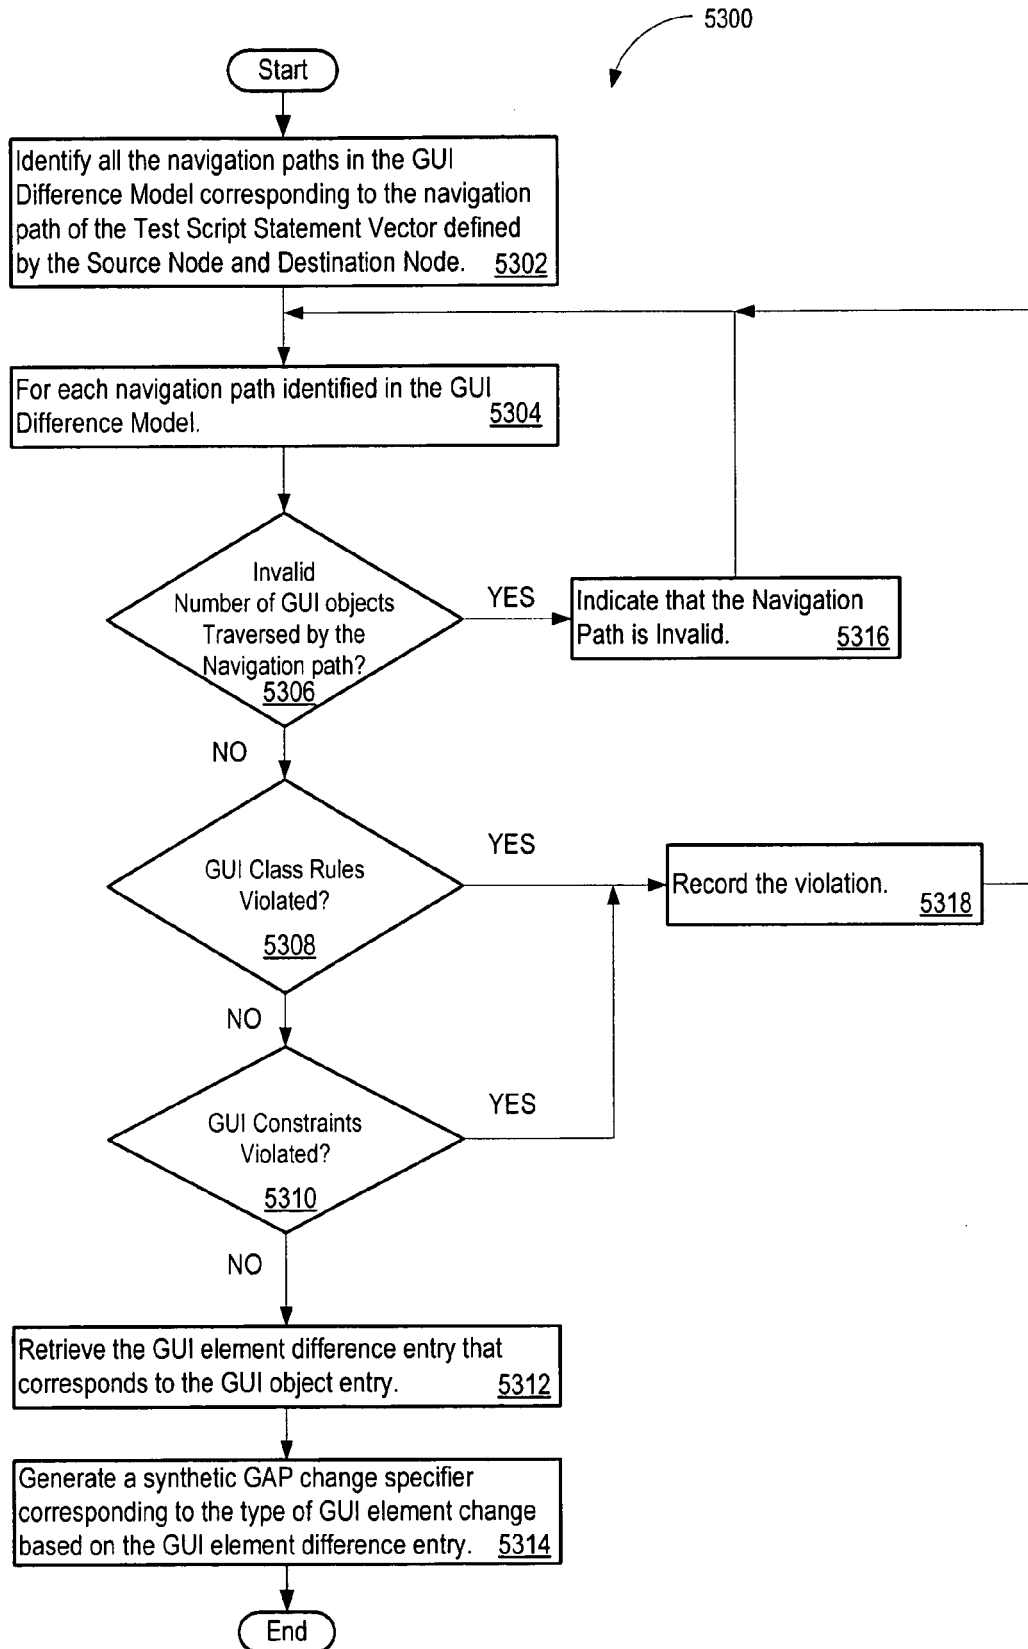 5300
Start
Identify all the navigation paths in the GUI
Difference Model corresponding to the navigation
path of the Test Script Statement Vector defined
by the Source Node and Destination Node. 5302
For each navigation path identified in the GUI
Difference Model. 5304
Invalid
Number of GUI objects
Traversed by the
Navigation path?
5306
YES
Indicate that the Navigation
Path is Invalid. 5316
NO
GUI Class Rules
Violated?
5308
YES
Record the violation.
5318
NO
GUI Constraints
Violated?
5310
YES
NO
Retrieve the GUI element difference entry that
corresponds to the GUI object entry. 5312
Generate a synthetic GAP change specifier
corresponding to the type of GUI element change
based on the GUI element difference entry. 5314
End